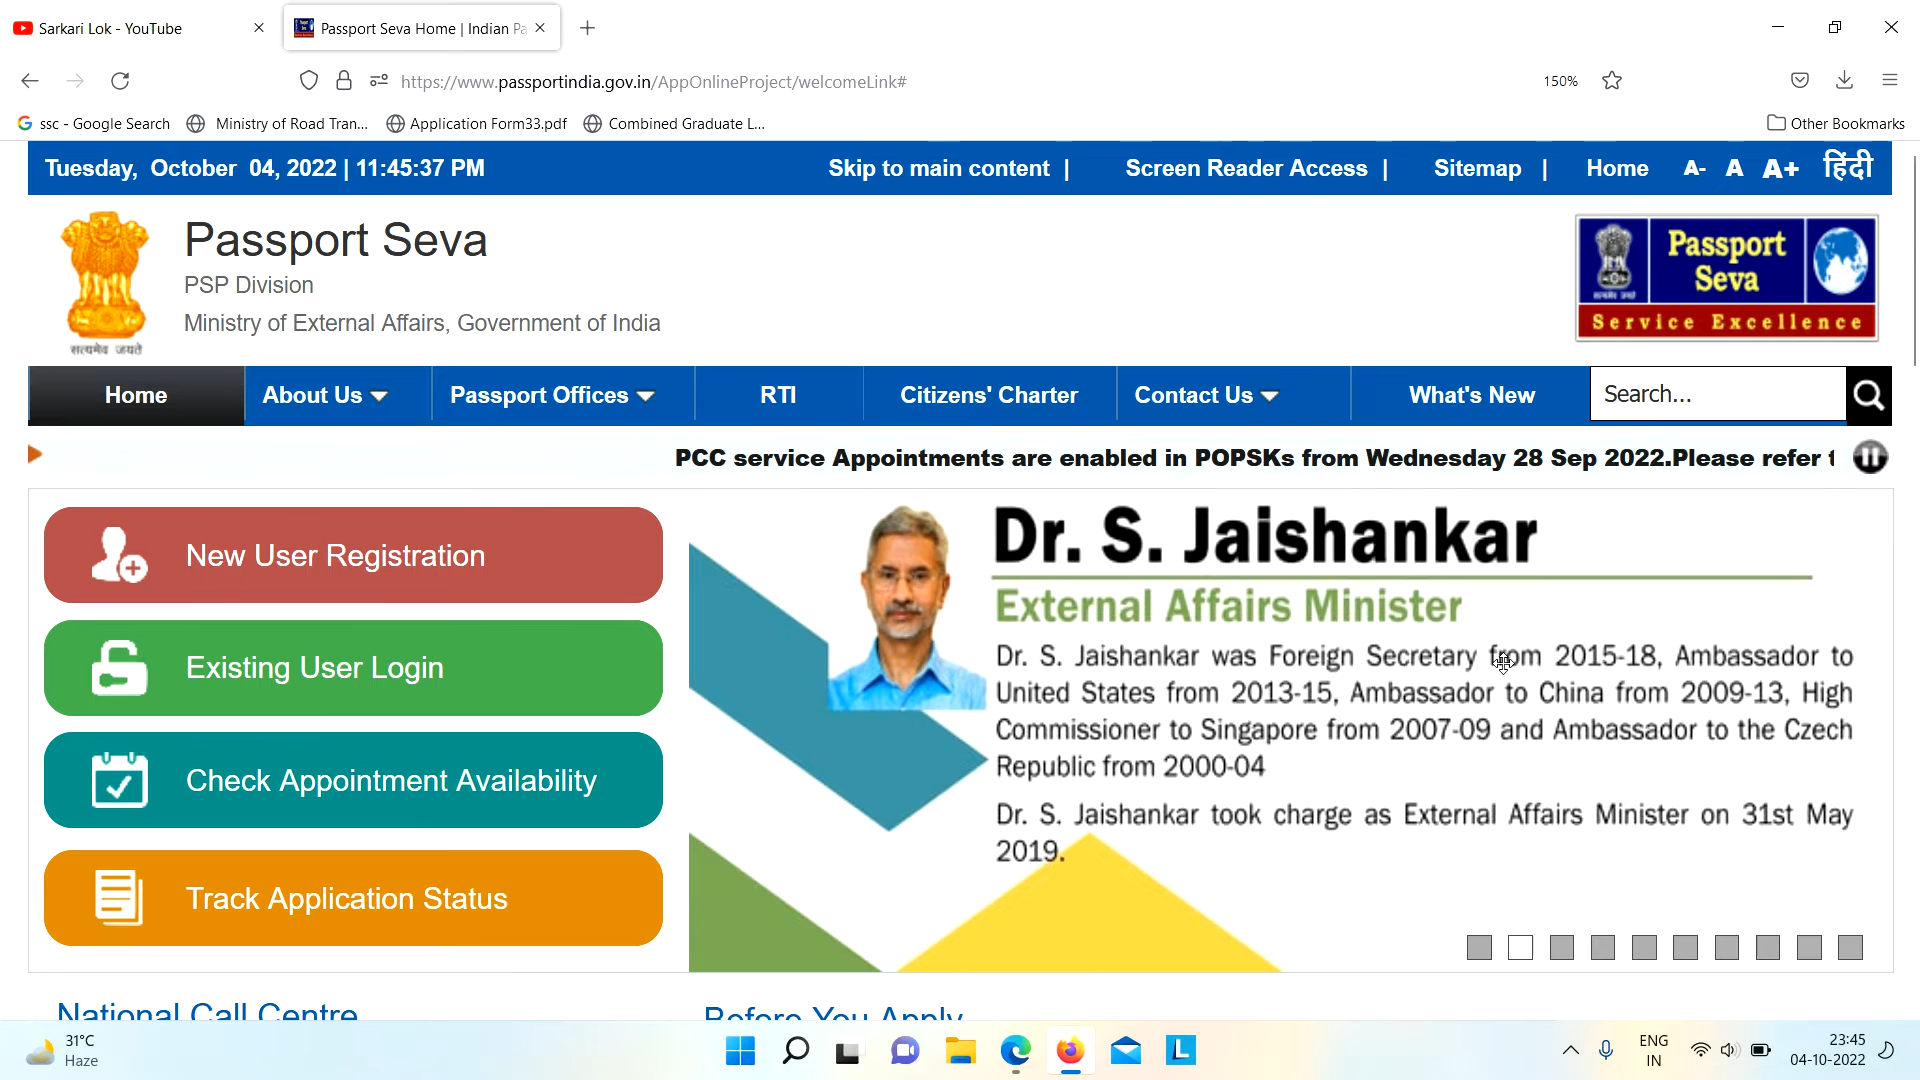 Sarkari Lok - YouTube
Passport Seva Home | Indian Pa
https://www.passportindia.gov.in/AppOnlineProject/welcomeLink#
150%
ssc - Google Search
Ministry of Road Tran...
Application Form33.pdf
Combined Graduate L...
Other Bookmarks
Tuesday, October 04, 2022 | 11:45:37 PM
Skip to main content |
Screen Reader Access |
Sitemap |
Home
A- A A+ हिंदी
Passport Seva
PSP Division
Ministry of External Affairs, Government of India
सत्यमेव जयते
Passport
Seva
Service Excellence
Home
About Us
Passport Offices
RTI
Citizens' Charter
Contact Us
What's New
Search...
PCC service Appointments are enabled in POPSKs from Wednesday 28 Sep 2022.Please refer t
New User Registration
Existing User Login
Check Appointment Availability
Track Application Status
Dr. S. Jaishankar
External Affairs Minister
Dr. S. Jaishankar was Foreign Secretary from 2015-18, Ambassador to
United States from 2013-15, Ambassador to China from 2009-13, High
Commissioner to Singapore from 2007-09 and Ambassador to the Czech
Republic from 2000-04
Dr. S. Jaishankar took charge as External Affairs Minister on 31st May
2019.
National Call Centre
Before You Apply
31°C
Haze
L
ENG
IN
23:45
04-10-2022